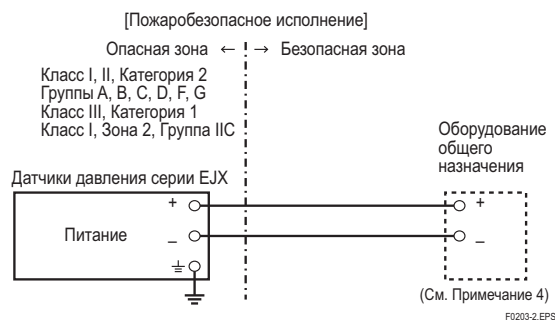 [Пожаробезопасное исполнение]
Опасная зона ← → Безопасная зона
Класс I, II, Категория 2
Группы A, B, C, D, F, G
Класс III, Категория 1
Класс I, Зона 2, Группа IIC
Оборудование
общего
назначения
Датчики давления серии EJX
+
+
Питание
–
–
(См. Примечание 4)
F0203-2.EPS